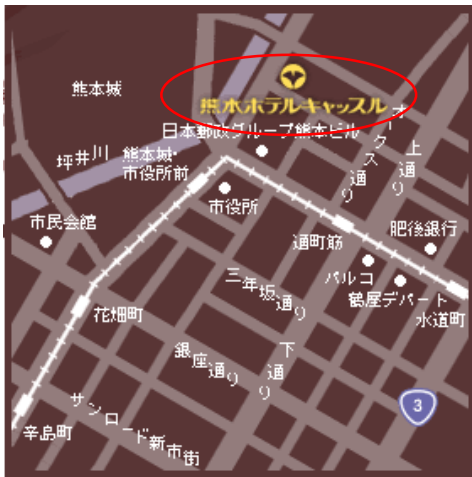 熊本城
熊本ホテルキャッスル
日本郵政グループ熊本ビル
オークス通り
上通り
坪井川
熊本城・
市役所前
市役所
市民会館
通町筋
肥後銀行
パルコ
鶴屋デパート
水道町
三年坂通り
花畑町
銀座通り
下通り
3
サンロード新市街
辛島町